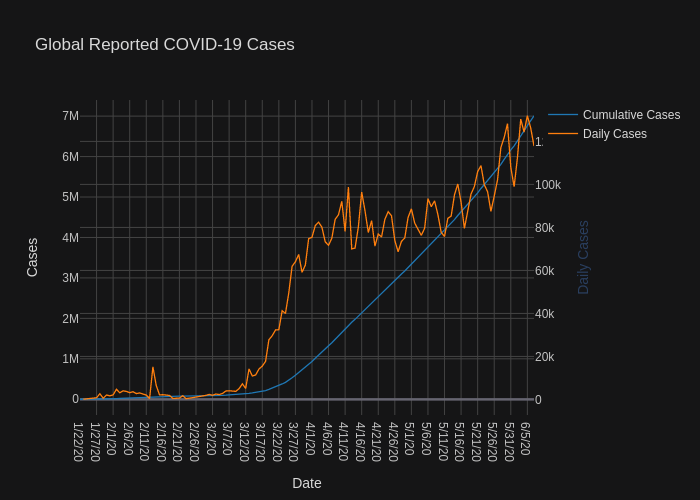 Global Reported COVID-19 Cases
Cumulative Cases
Daily Cases
7M
6M
5M
4M
3M
2M
1M
0
100k
80k
60k
40k
20k
0
Cases
Daily Cases
1/22/20
1/27/20
2/1/20
2/6/20
2/11/20
2/16/20
2/21/20
2/26/20
3/2/20
3/7/20
3/12/20
3/17/20
3/22/20
3/27/20
4/1/20
4/6/20
4/11/20
4/16/20
4/21/20
4/26/20
5/1/20
5/6/20
5/11/20
5/16/20
5/21/20
5/26/20
5/31/20
6/5/20
Date